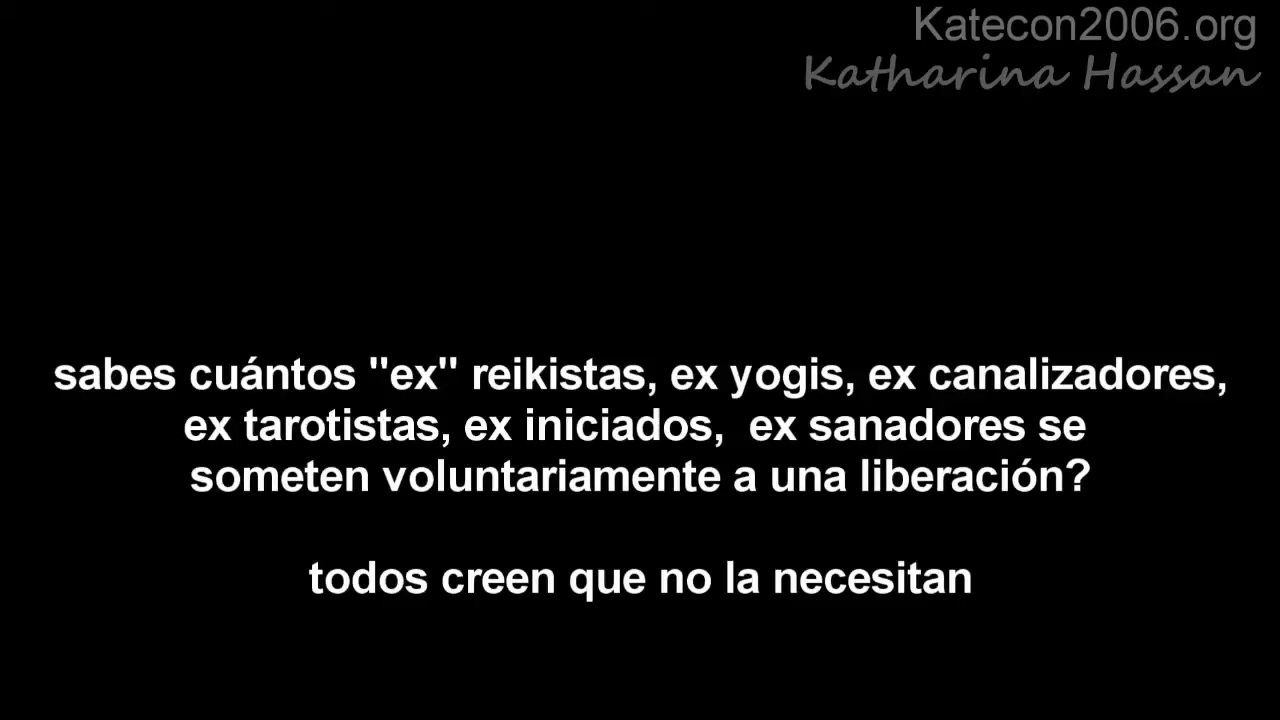 Katecon2006.org
Katharina Hassan
sabes cuántos "ex" reikistas, ex yogis, ex canalizadores,
ex tarotistas, ex iniciados,  ex sanadores se
someten voluntariamente a una liberación?
todos creen que no la necesitan